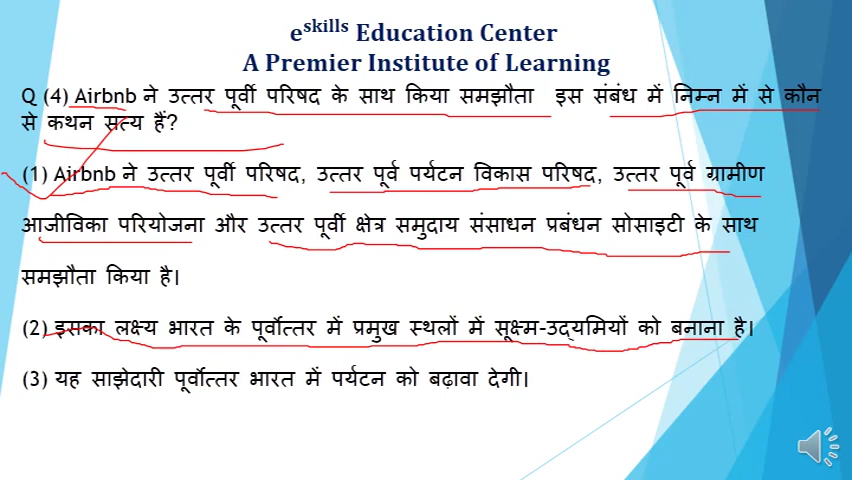 eskills Education Center
A Premier Institute of Learning
Q (4) Airbnb ने उत्तर पूर्वी परिषद के साथ किया समझौता इस संबंध में निम्न में से कौन
से कथन सत्य हैं?
(1) Airbnb ने उत्तर पूर्वी परिषद, उत्तर पूर्व पर्यटन विकास परिषद, उत्तर पूर्व ग्रामीण
आजीविका परियोजना और उत्तर पूर्वी क्षेत्र समुदाय संसाधन प्रबंधन सोसाइटी के साथ
समझौता किया है।
(2) इसका लक्ष्य भारत के पूर्वोत्तर में प्रमुख स्थलों में सूक्ष्म-उद्यमियों को बनाना है।
(3) यह साझेदारी पूर्वोत्तर भारत में पर्यटन को बढ़ावा देगी।